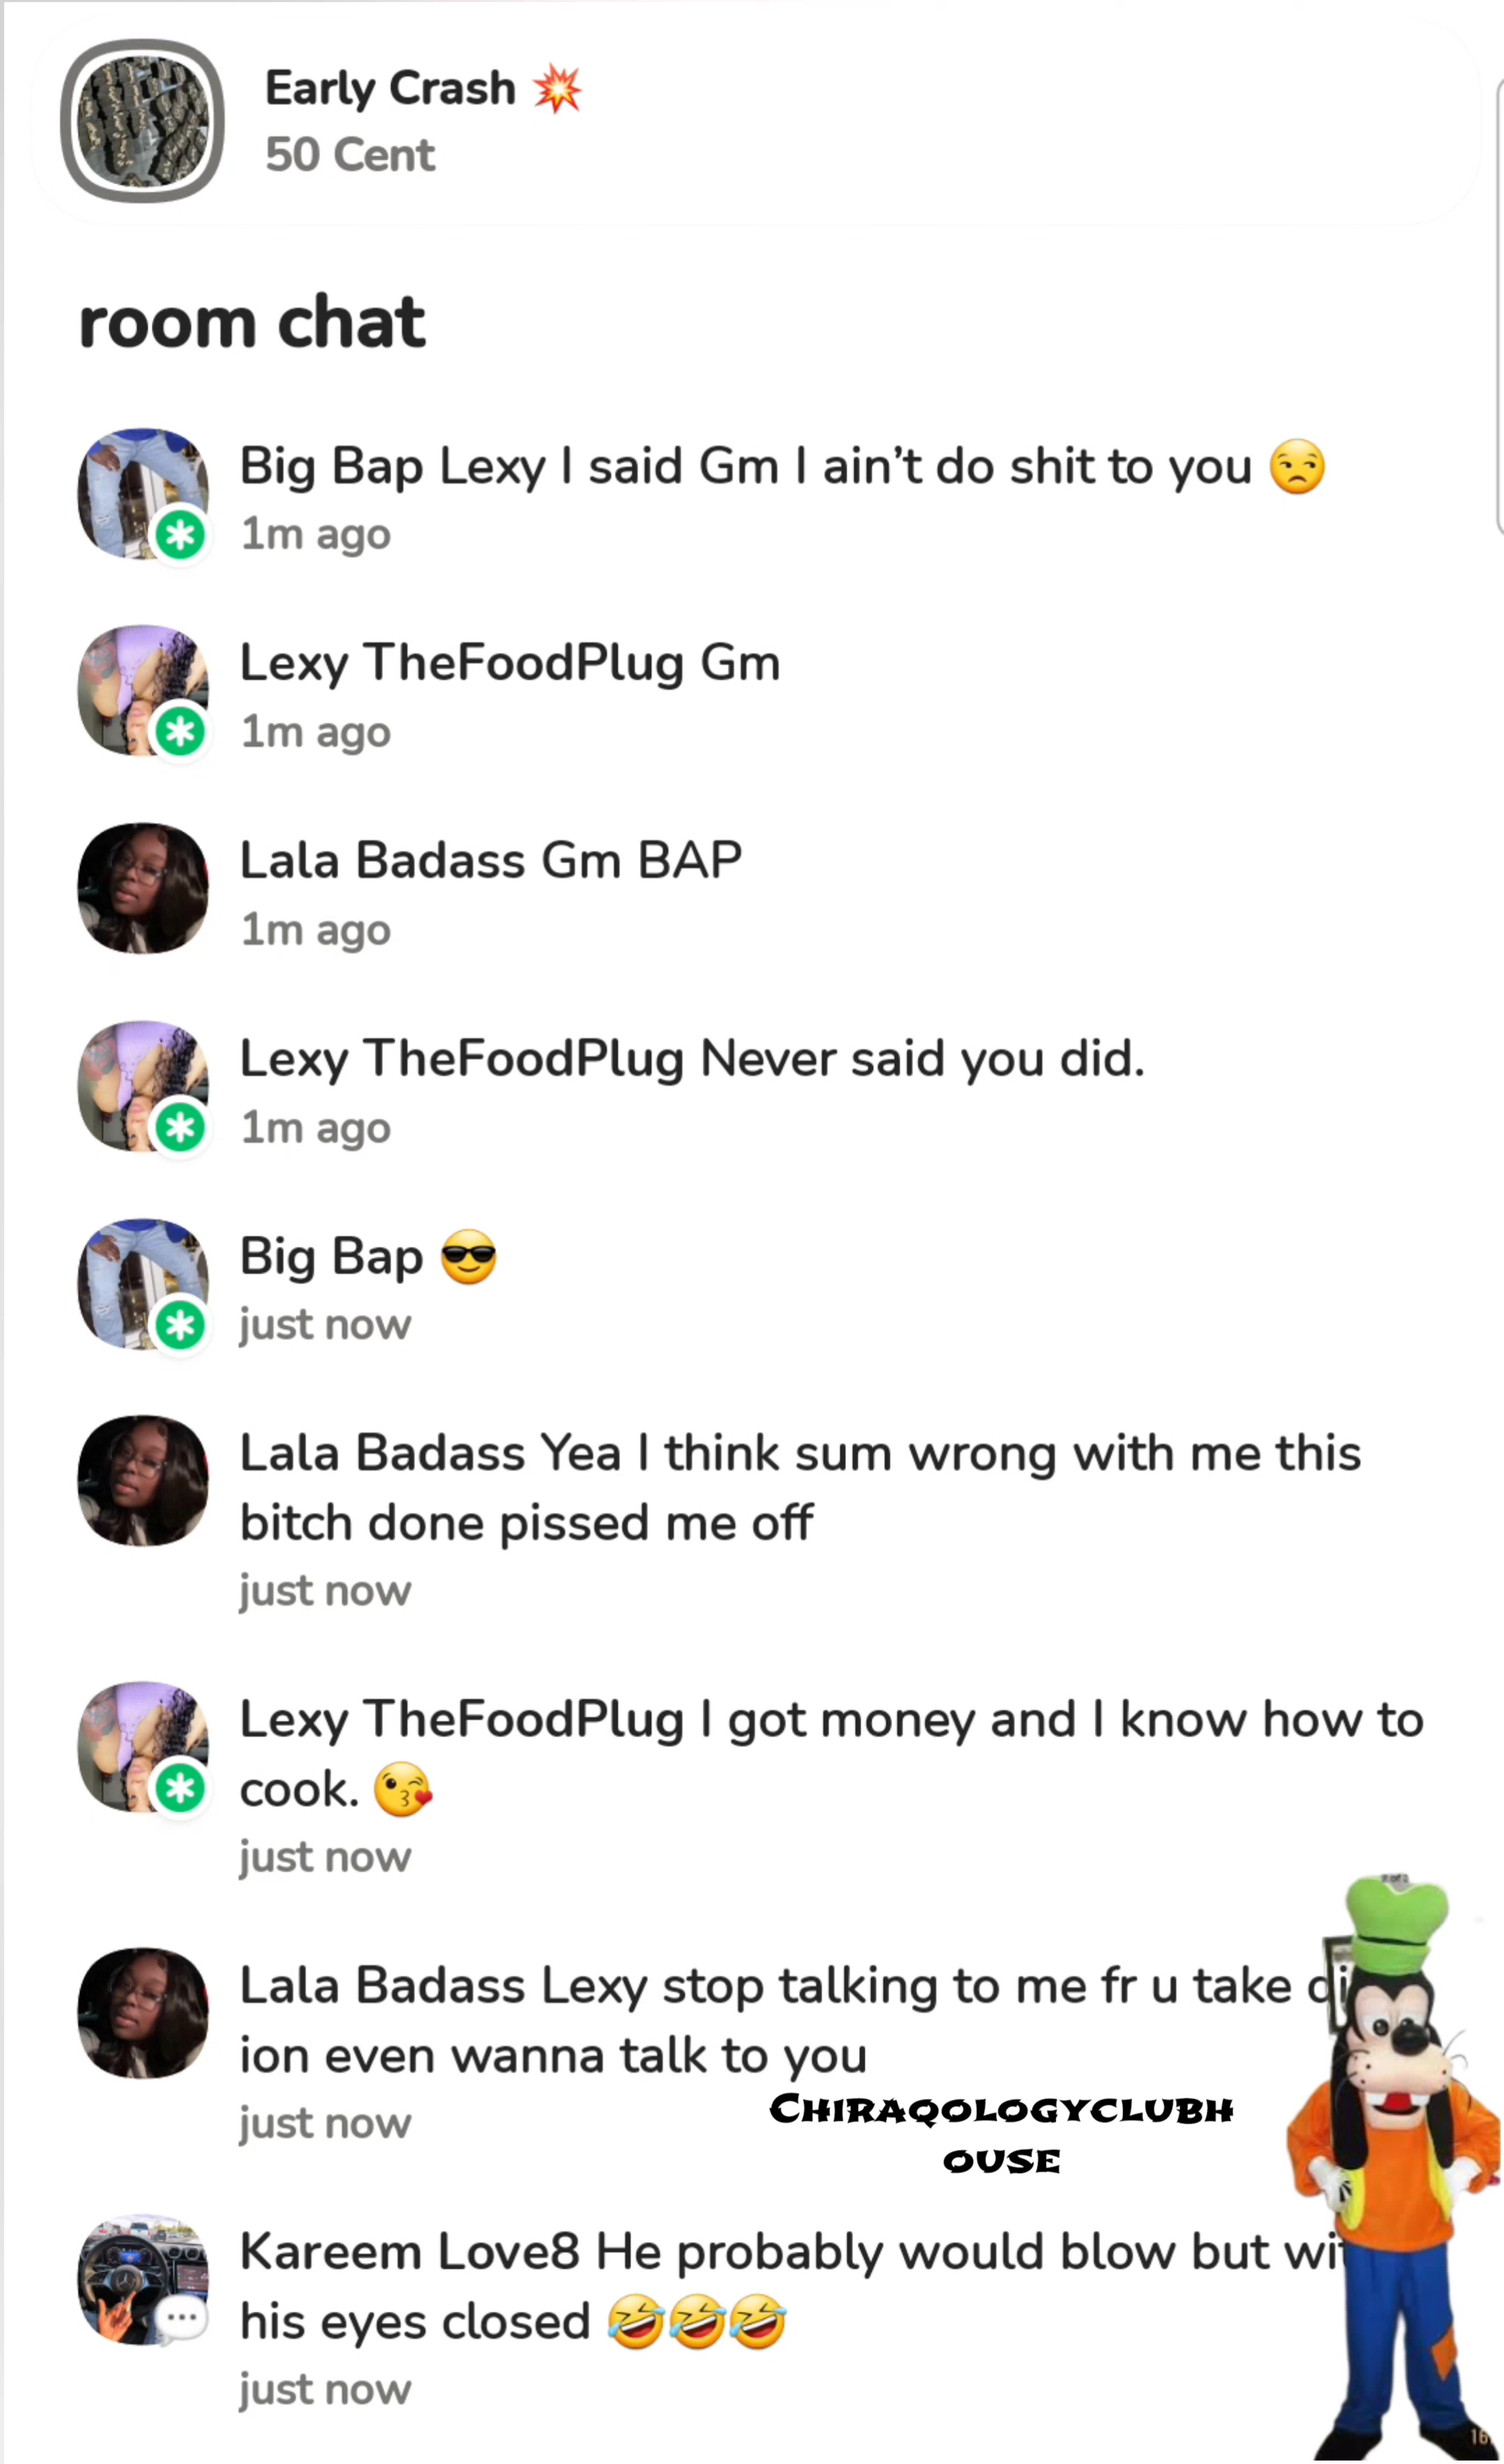 Early Crash 💥
50 Cent
room chat
Big Bap Lexy I said Gm I ain’t do shit to you 😒
1m ago
Lexy TheFoodPlug Gm
1m ago
Lala Badass Gm BAP
1m ago
Lexy TheFoodPlug Never said you did.
1m ago
Big Bap 😎
just now
Lala Badass Yea I think sum wrong with me this
bitch done pissed me off
just now
Lexy TheFoodPlug I got money and I know how to
cook. 😘
just now
Lala Badass Lexy stop talking to me fr u take
ion even wanna talk to you
just now
CHIRAQOLOGYCLUBH
OUSE
Kareem Love8 He probably would blow but
his eyes closed 🤣🤣🤣
just now